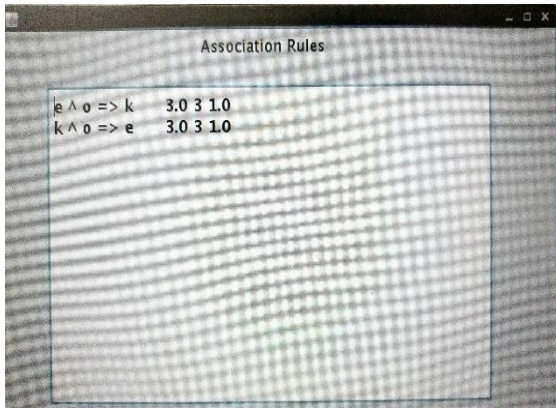 Association Rules
e ^ o => k 3.0 3 1.0
k ^ o => e 3.0 3 1.0